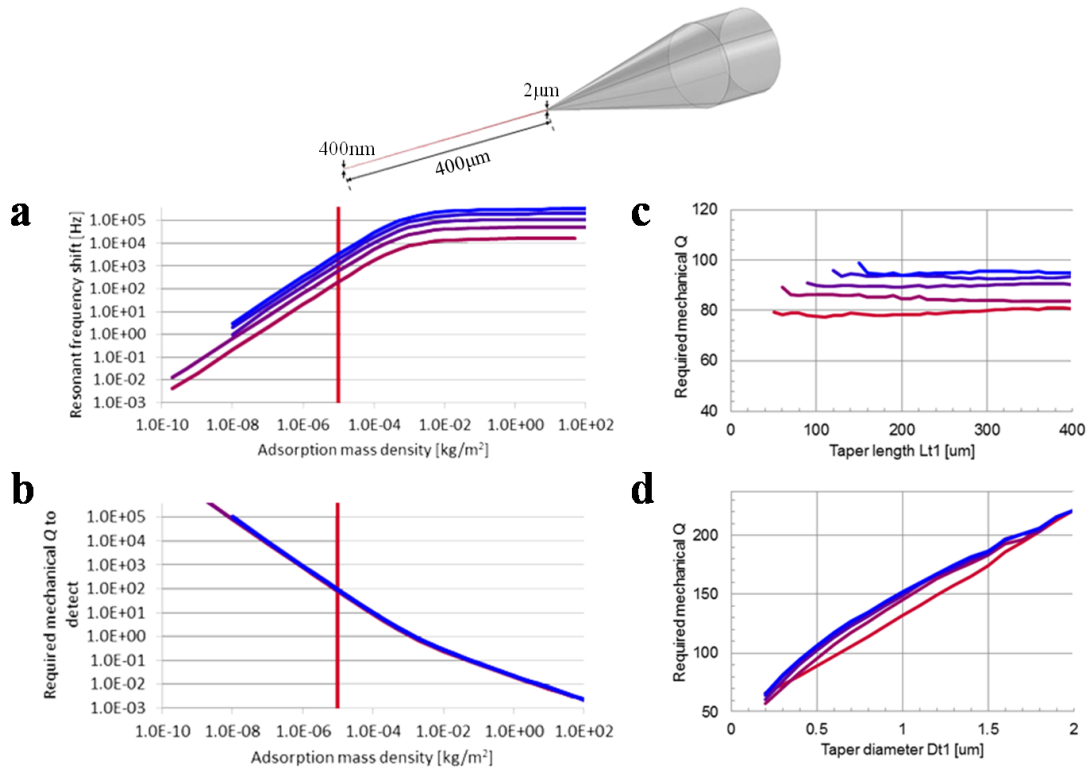 2μm
400nm
400μm
a
Resonant frequency shift [Hz]
1.0E+05
1.0E+04
1.0E+03
1.0E+02
1.0E+01
1.0E+00
1.0E-01
1.0E-02
1.0E-03
1.0E-10 1.0E-08 1.0E-06 1.0E-04 1.0E-02 1.0E+00 1.0E+02
Adsorption mass density [kg/m²]
c
Required mechanical Q
120
100
80
60
40
0 100 200 300 400
Taper length Lt1 [um]
b
Required mechanical Q to
detect
1.0E+05
1.0E+04
1.0E+03
1.0E+02
1.0E+01
1.0E+00
1.0E-01
1.0E-02
1.0E-03
1.0E-10 1.0E-08 1.0E-06 1.0E-04 1.0E-02 1.0E+00 1.0E+02
Adsorption mass density [kg/m²]
d
Required mechanical Q
200
150
100
50
0 0.5 1 1.5 2
Taper diameter Dt1 [um]